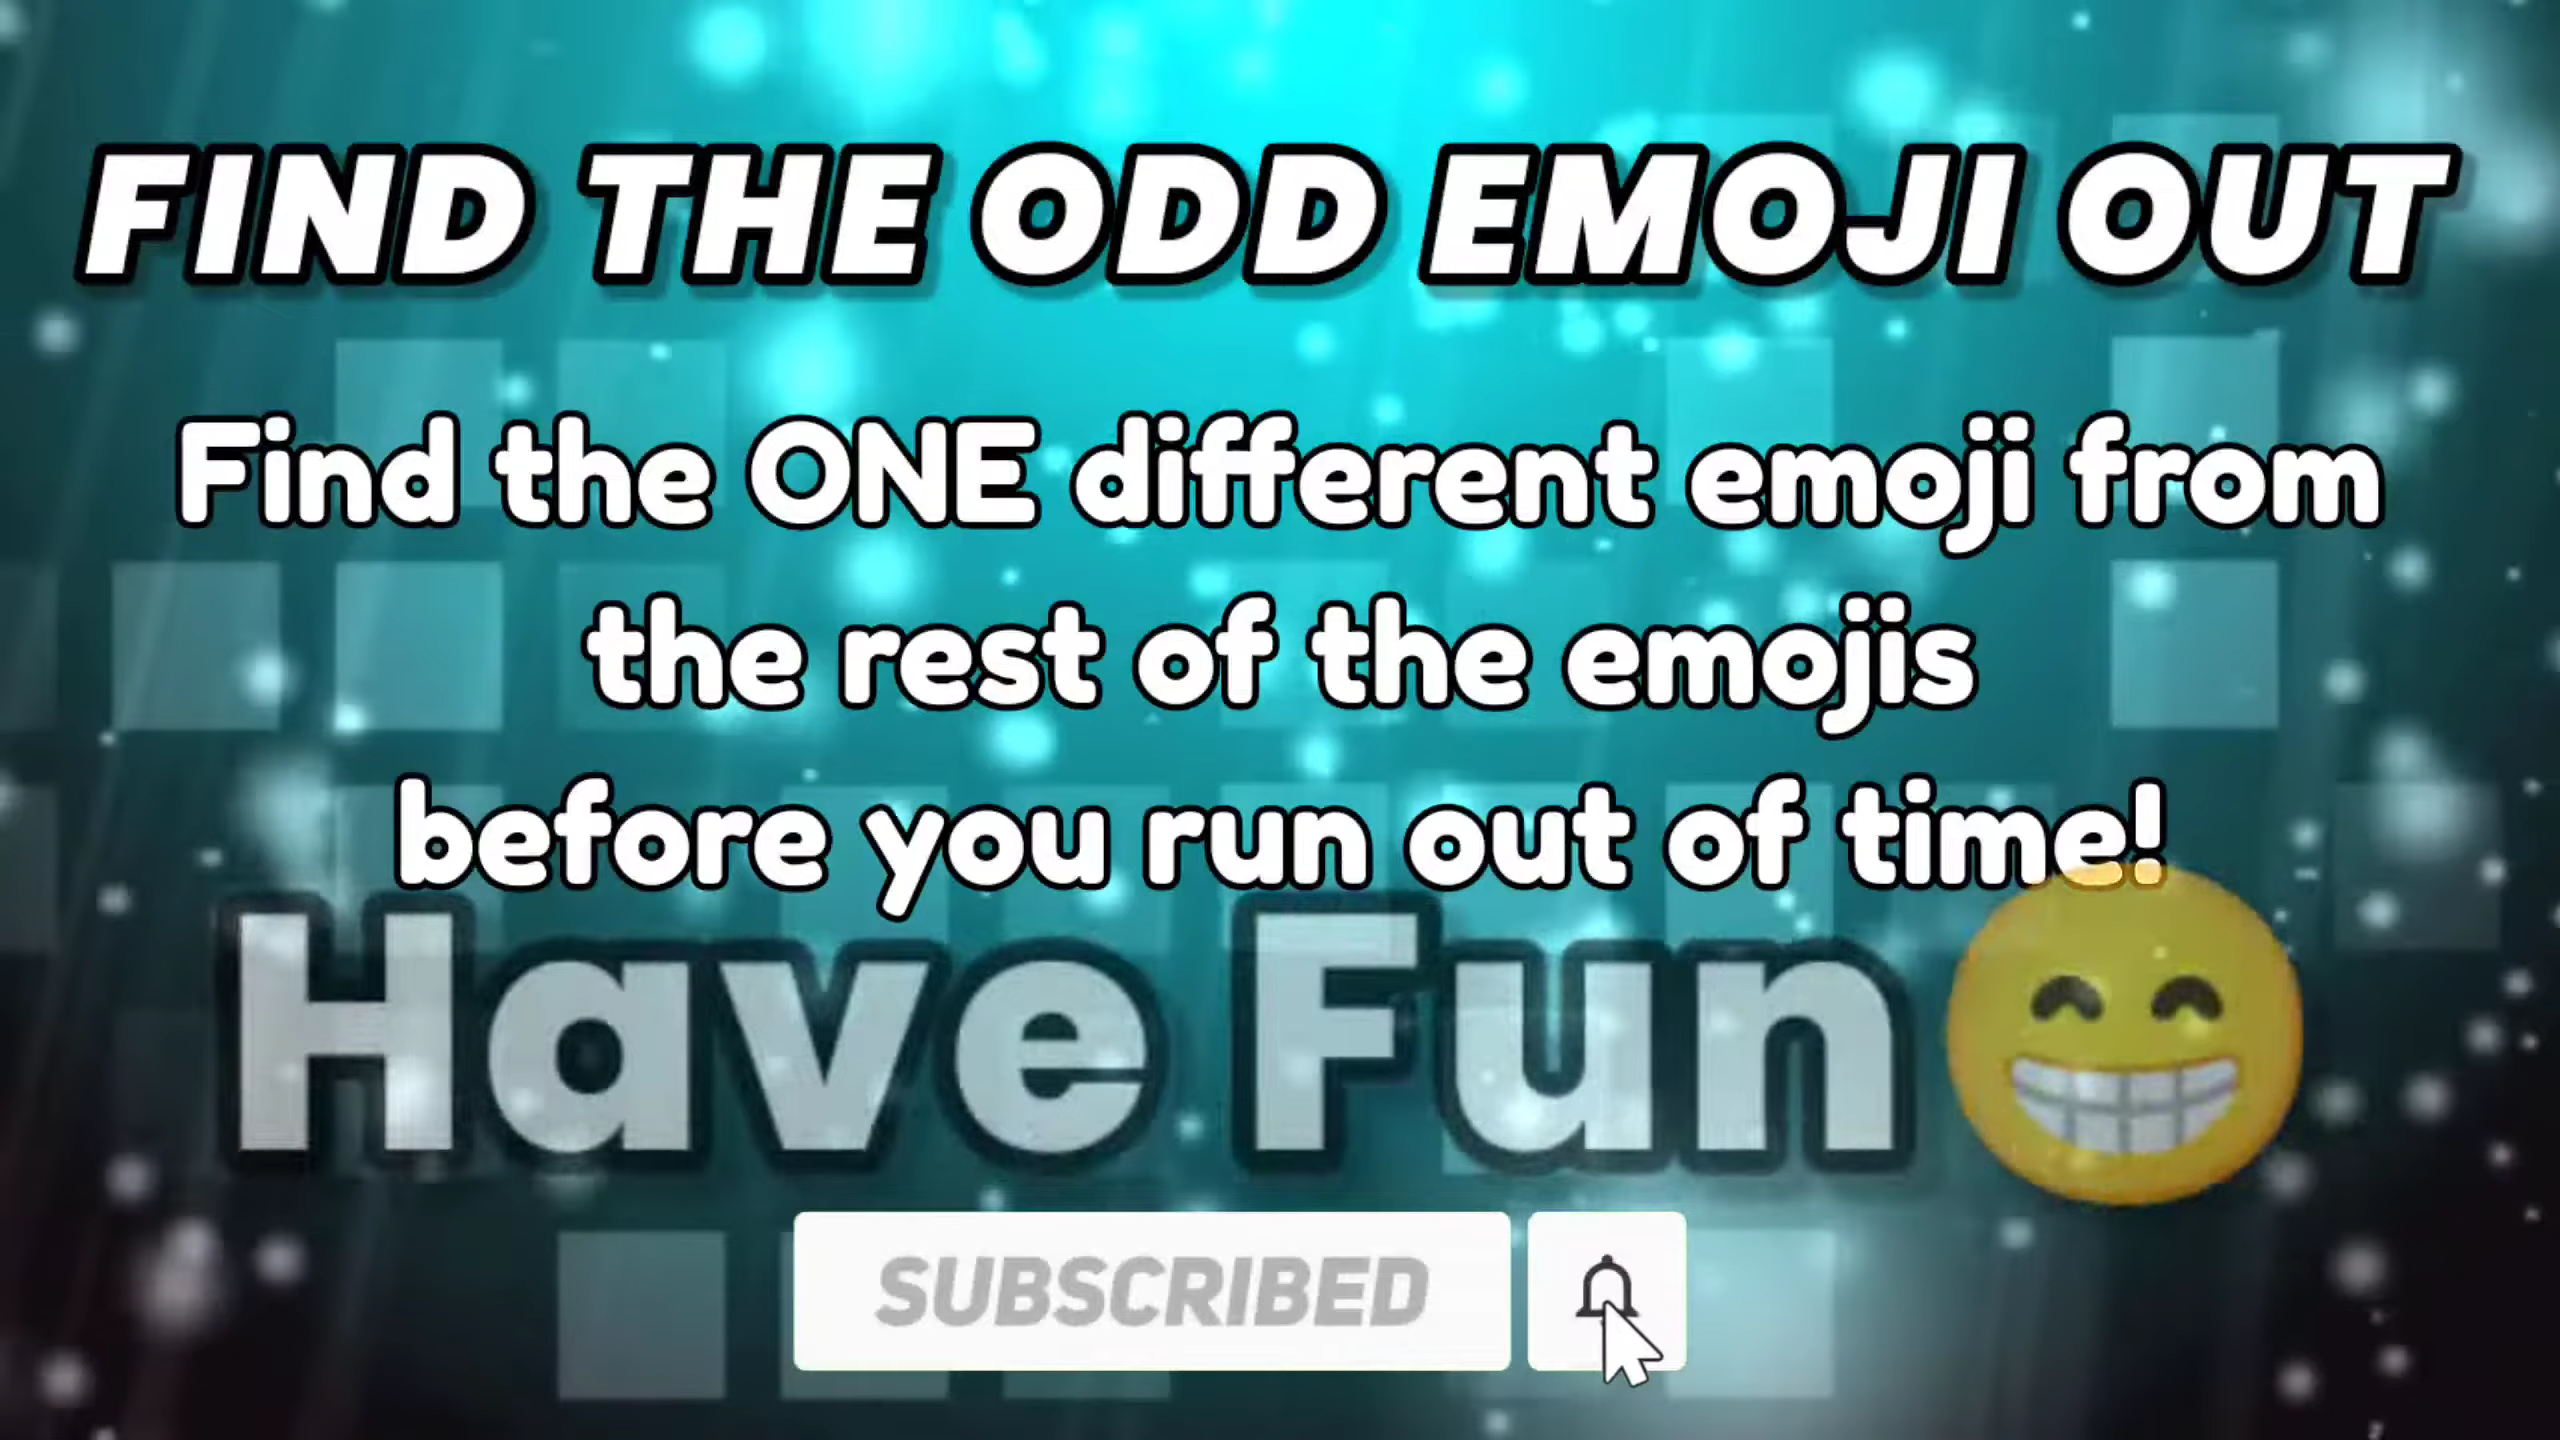 FIND THE ODD EMOJI OUT
Find the ONE different emoji from
the rest of the emojis
before you run out of time!
Have Fun😁
SUBSCRIBED